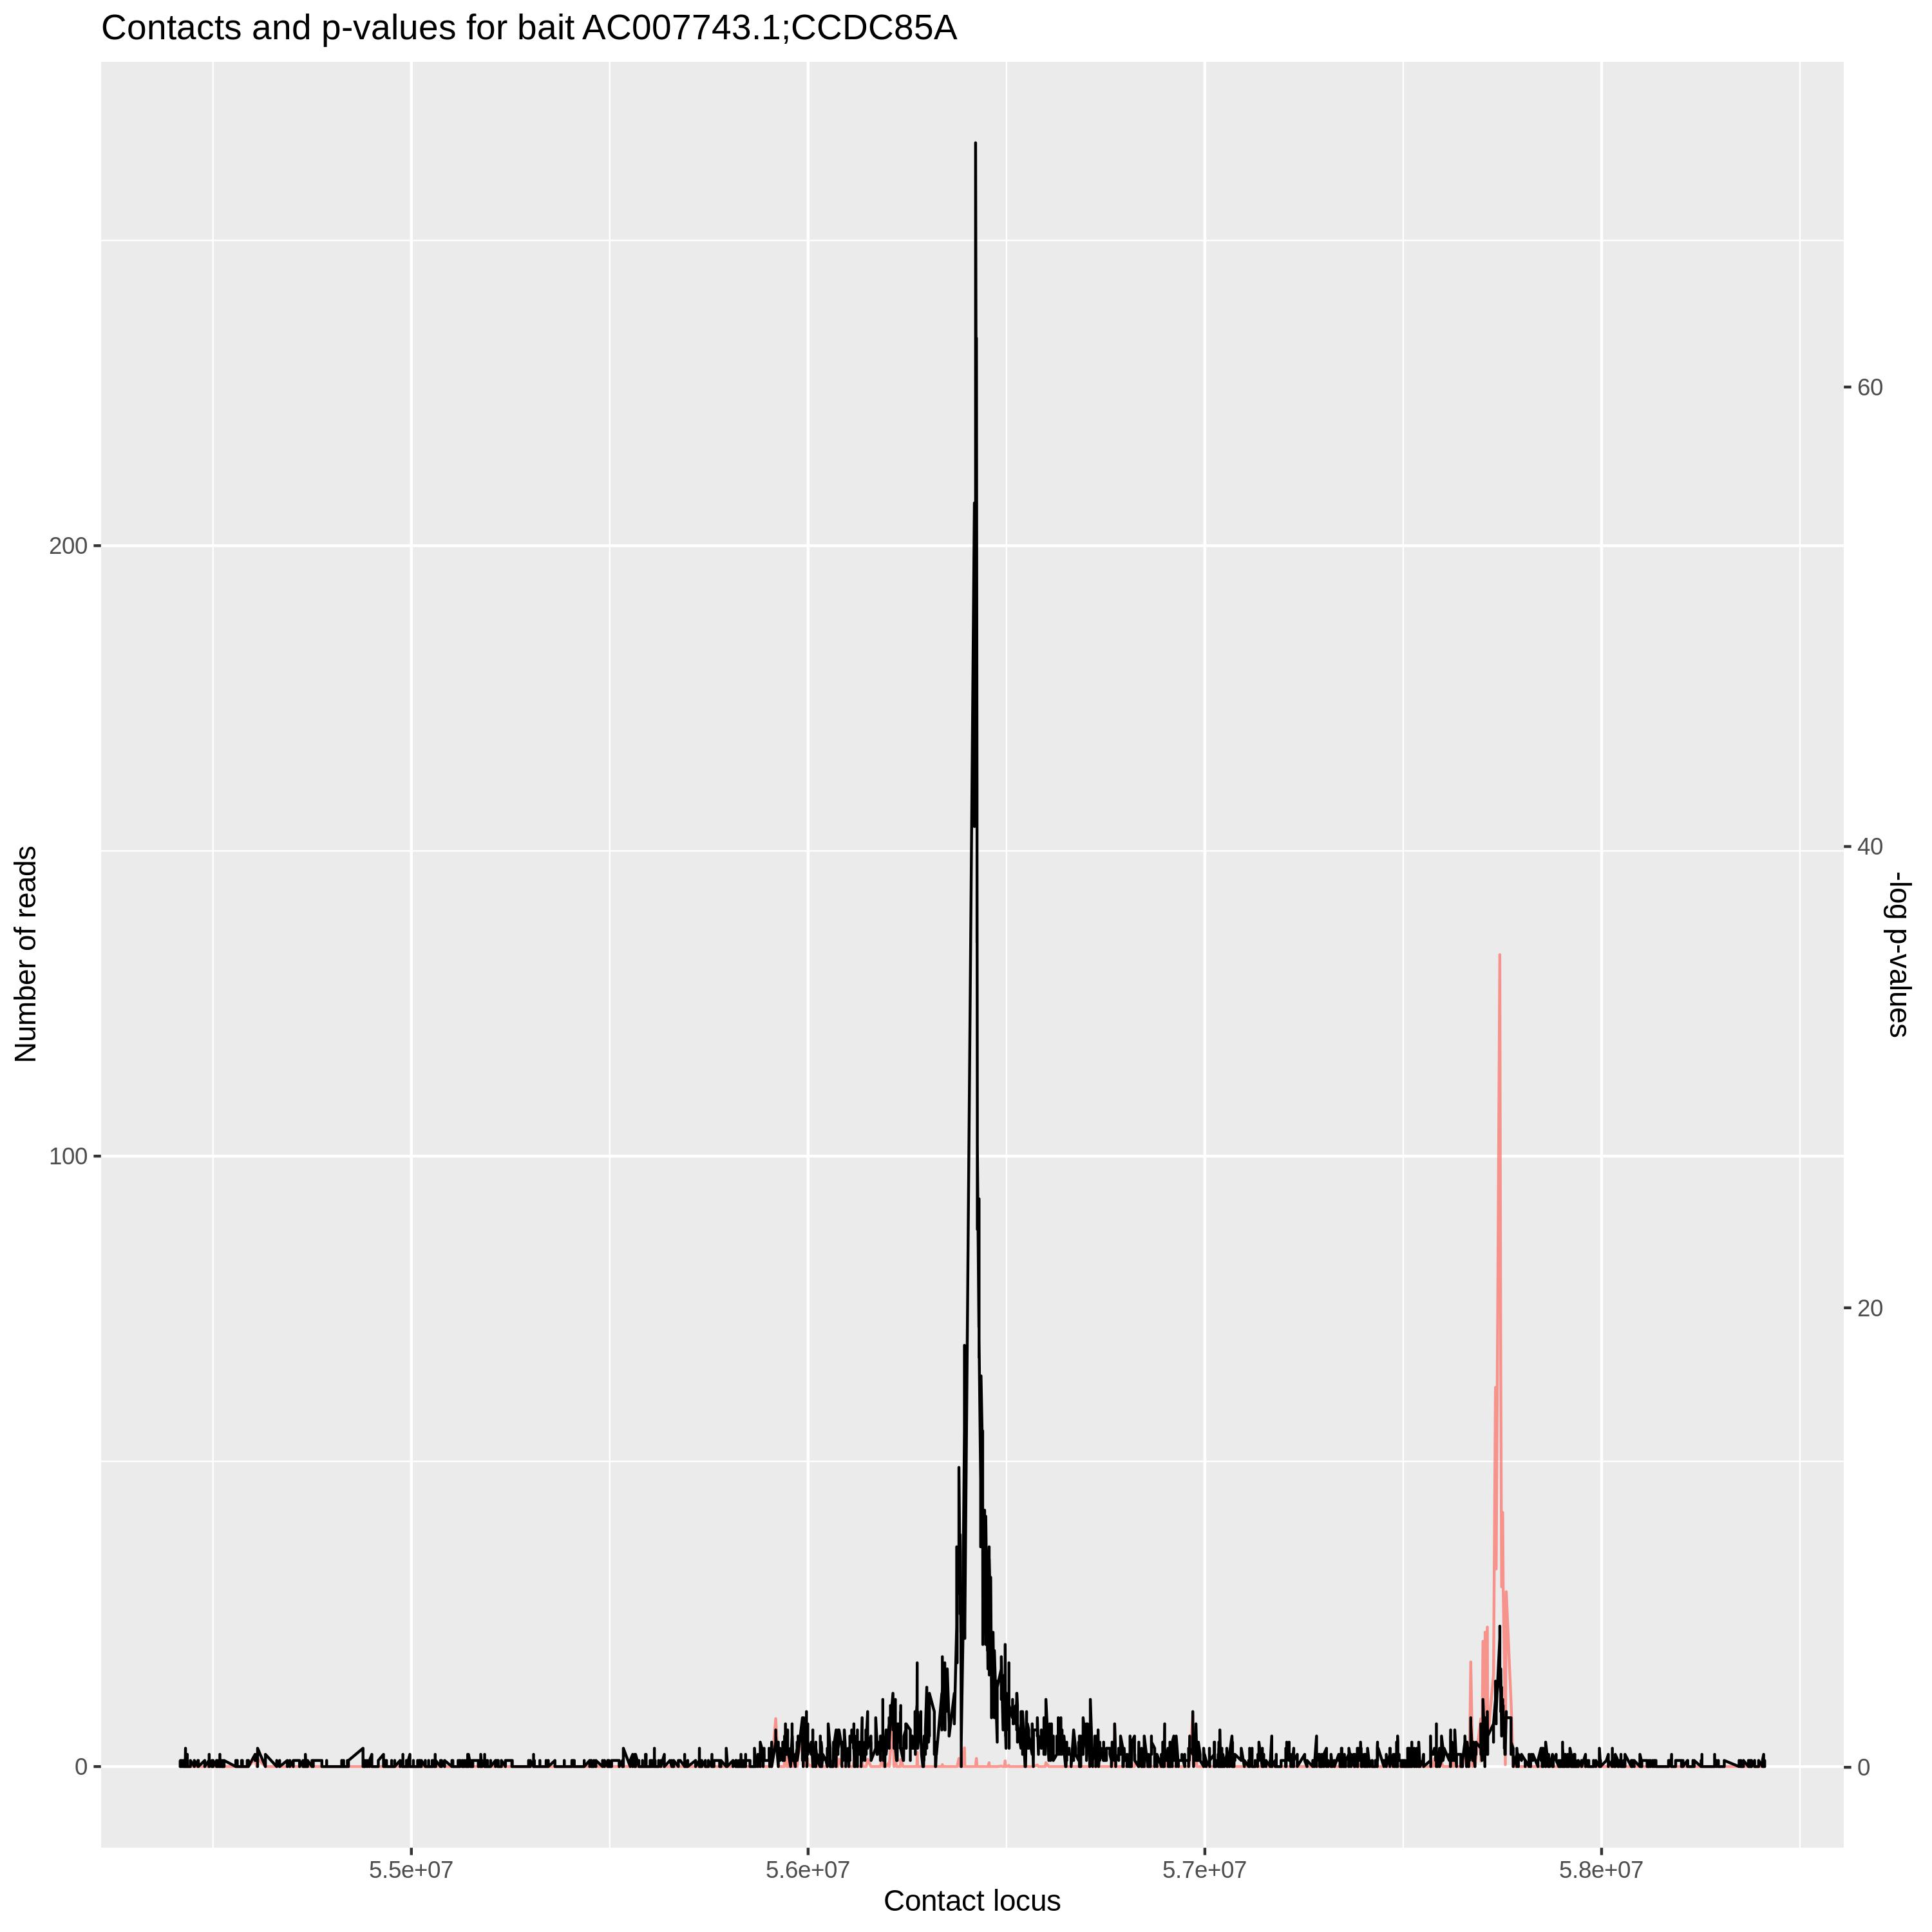 Contacts and p-values for bait AC007743.1;CCDC85A
Number of reads
200
100
0
60
40
20
0
-log p-values
5.5e+07
5.6e+07
5.7e+07
5.8e+07
Contact locus